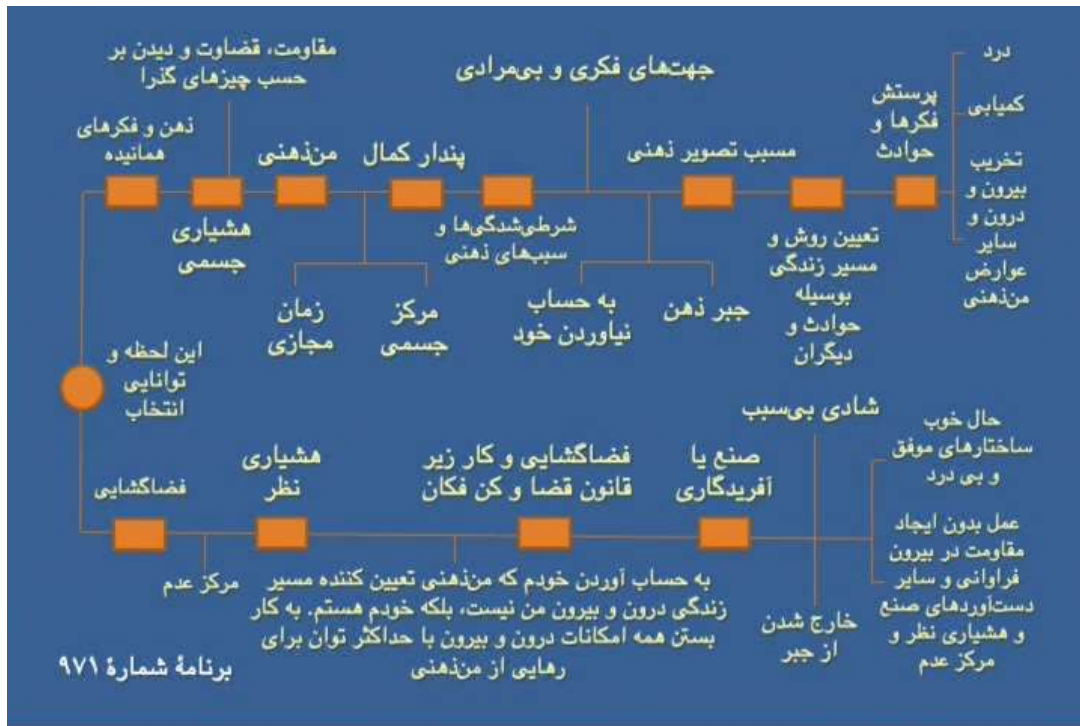 مقاومت، قضاوت و دیدن بر
حسب چیزهای گذرا
ذهن و فکرهای
همانیده
هشیاری
جسمی
من‌ذهنی
زمان
مجازی
مرکز
جسمی
پندار کمال
شرطی‌شدگی‌ها و
سبب‌های ذهنی
جهت‌های فکری و بی‌مرادی
به حساب
نیاوردن خود
جبر ذهن
مسبب تصویر ذهنی
تعیین روش و
مسیر زندگی
بوسیله
حوادث و
دیگران
پرستش
فکرها و
حوادث
درد
کمیابی
تخریب
بیرون و
درون و
سایر
عوارض
من‌ذهنی
این لحظه و
توانایی
انتخاب
فضاگشایی
مرکز عدم
هشیاری
نظر
به حساب آوردن خودم که من‌ذهنی تعیین کننده مسیر
زندگی درون و بیرون من نیست، بلکه خودم هستم. به کار
بستن همه امکانات درون و بیرون با حداکثر توان برای
رهایی از من‌ذهنی
فضاگشایی و کار زیر
قانون قضا و کن فکان
صنع یا
آفریدگاری
شادی بی‌سبب
خارج شدن
از جبر
حال خوب
ساختارهای موفق
و بی درد
عمل بدون ایجاد
مقاومت در بیرون
فراوانی و سایر
دست‌آوردهای صنع
و هشیاری نظر و
مرکز عدم
برنامهٔ شمارهٔ ۹۷۱